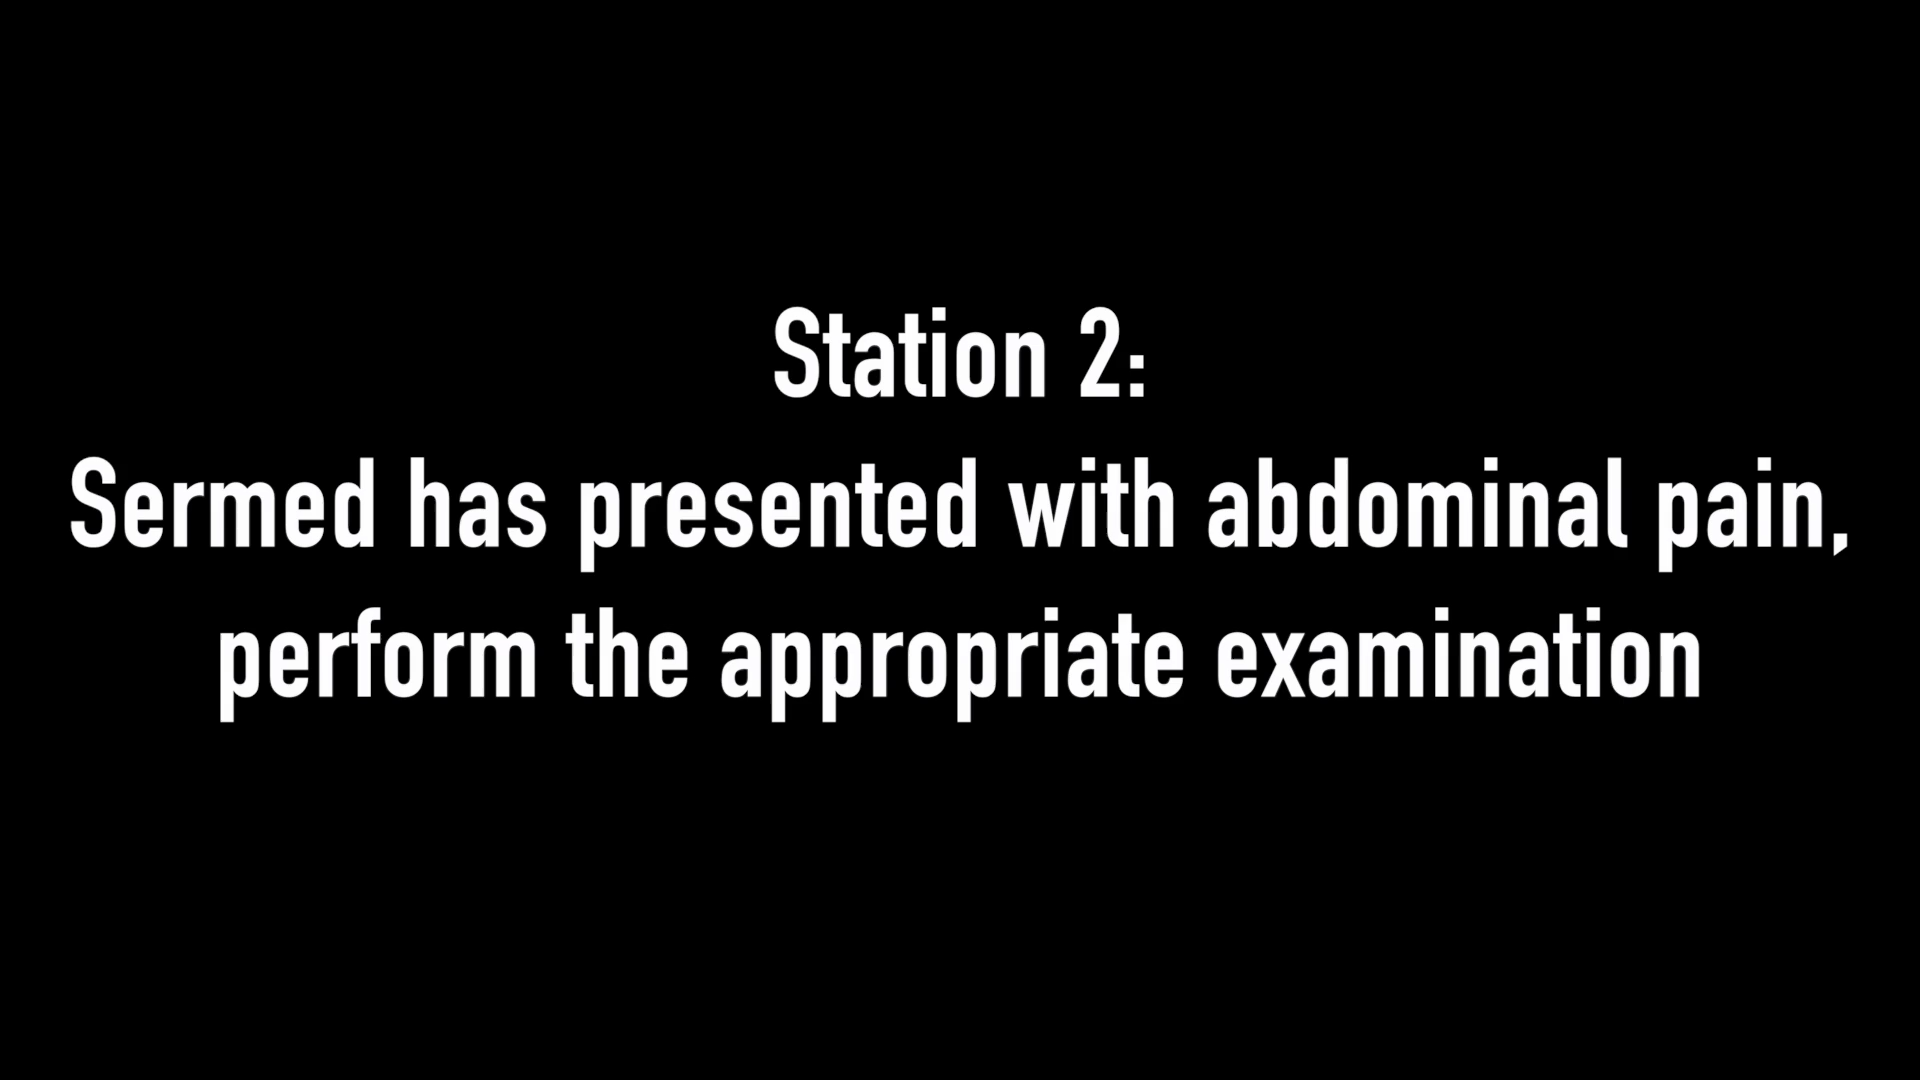 Station 2:
Sermed has presented with abdominal pain,
perform the appropriate examination